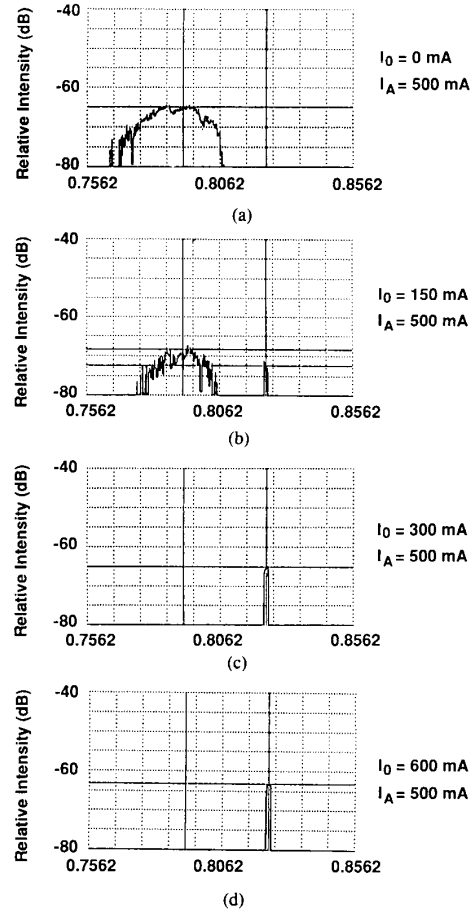 Relative Intensity (dB)
-40
-60
-80
0.7562 0.8062 0.8562
I0 = 0 mA
IA = 500 mA
(a)
Relative Intensity (dB)
-40
-60
-80
0.7562 0.8062 0.8562
I0 = 150 mA
IA = 500 mA
(b)
Relative Intensity (dB)
-40
-60
-80
0.7562 0.8062 0.8562
I0 = 300 mA
IA = 500 mA
(c)
Relative Intensity (dB)
-40
-60
-80
0.7562 0.8062 0.8562
I0 = 600 mA
IA = 500 mA
(d)